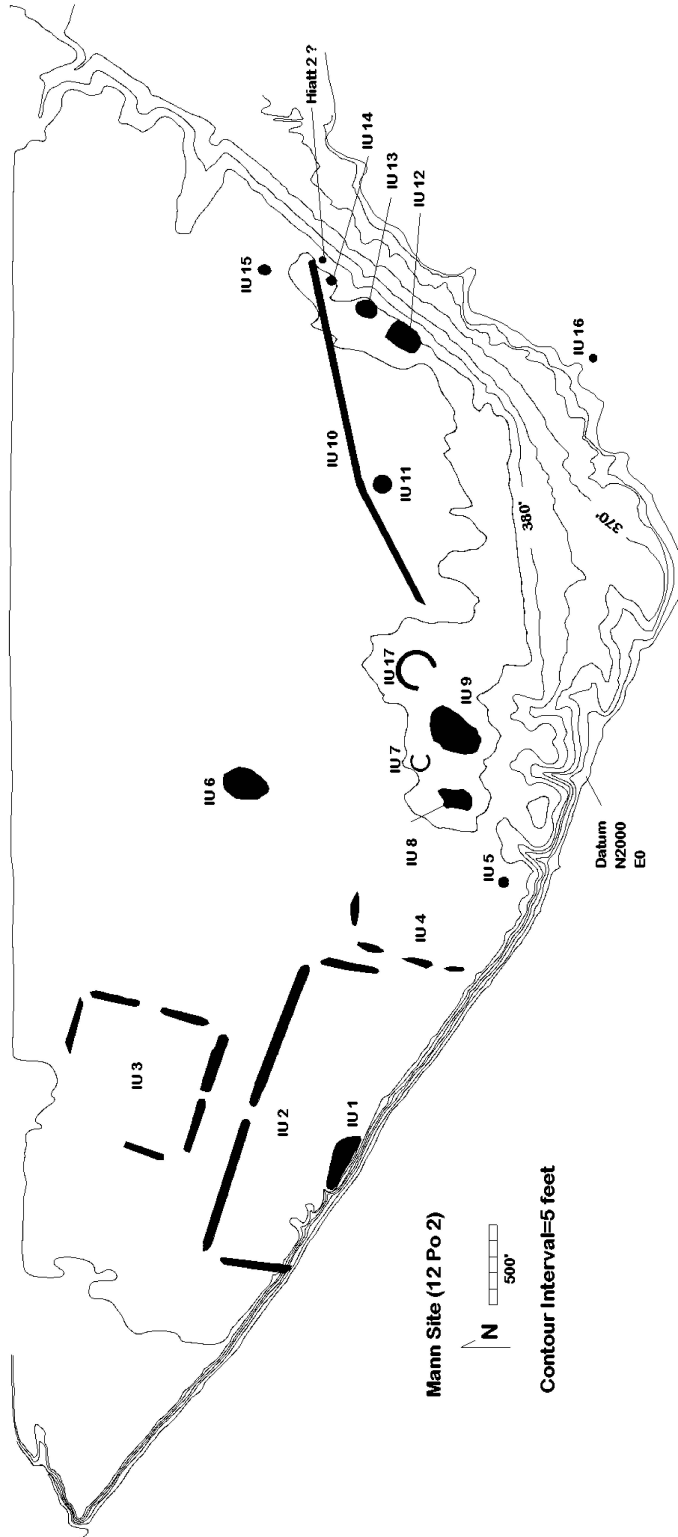 Hiatt 2 ?
IU 14
IU 13
IU 12
IU 15
IU 16
IU 10
IU 11
380'
370'
IU 17
IU 9
IU 7
IU 6
IU 8
IU 5
Datum
N2000
E0
IU 4
IU 3
IU 2
IU 1
Mann Site (12 Po 2)
N
500'
Contour Interval=5 feet